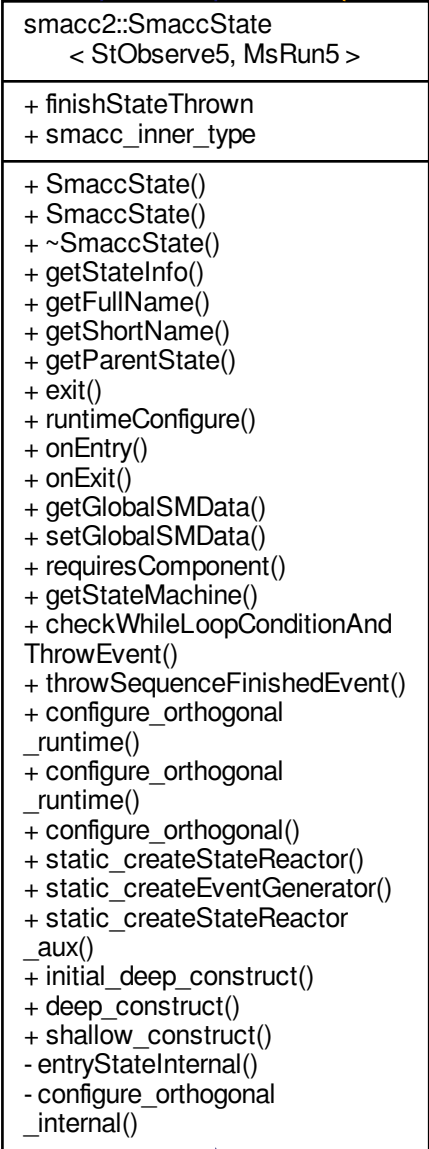 smacc2::SmaccState
< StObserve5, MsRun5 >
+ finishStateThrown
+ smacc_inner_type
+ SmaccState()
+ SmaccState()
+ ~SmaccState()
+ getStateInfo()
+ getFullName()
+ getShortName()
+ getParentState()
+ exit()
+ runtimeConfigure()
+ onEntry()
+ onExit()
+ getGlobalSMData()
+ setGlobalSMData()
+ requiresComponent()
+ getStateMachine()
+ checkWhileLoopConditionAnd
ThrowEvent()
+ throwSequenceFinishedEvent()
+ configure_orthogonal
_runtime()
+ configure_orthogonal
_runtime()
+ configure_orthogonal()
+ static_createStateReactor()
+ static_createEventGenerator()
+ static_createStateReactor
_aux()
+ initial_deep_construct()
+ deep_construct()
+ shallow_construct()
- entryStateInternal()
- configure_orthogonal
_internal()